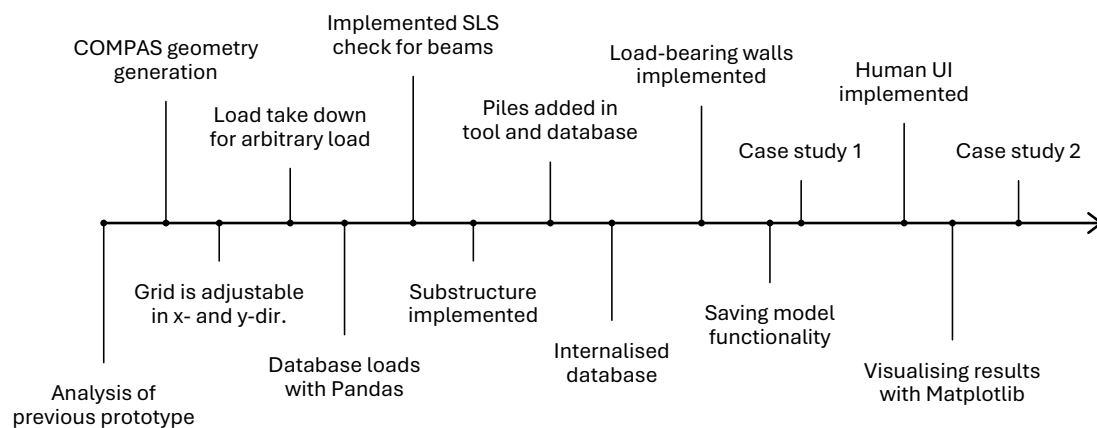 Implemented SLS
check for beams
COMPAS geometry
generation
Load-bearing walls
implemented
Human UI
implemented
Load take down
for arbitrary load
Piles added in
tool and database
Case study 1
Case study 2
Grid is adjustable
in x- and y-dir.
Substructure
implemented
Saving model
functionality
Database loads
with Pandas
Internalised
database
Visualising results
with Matplotlib
Analysis of
previous prototype